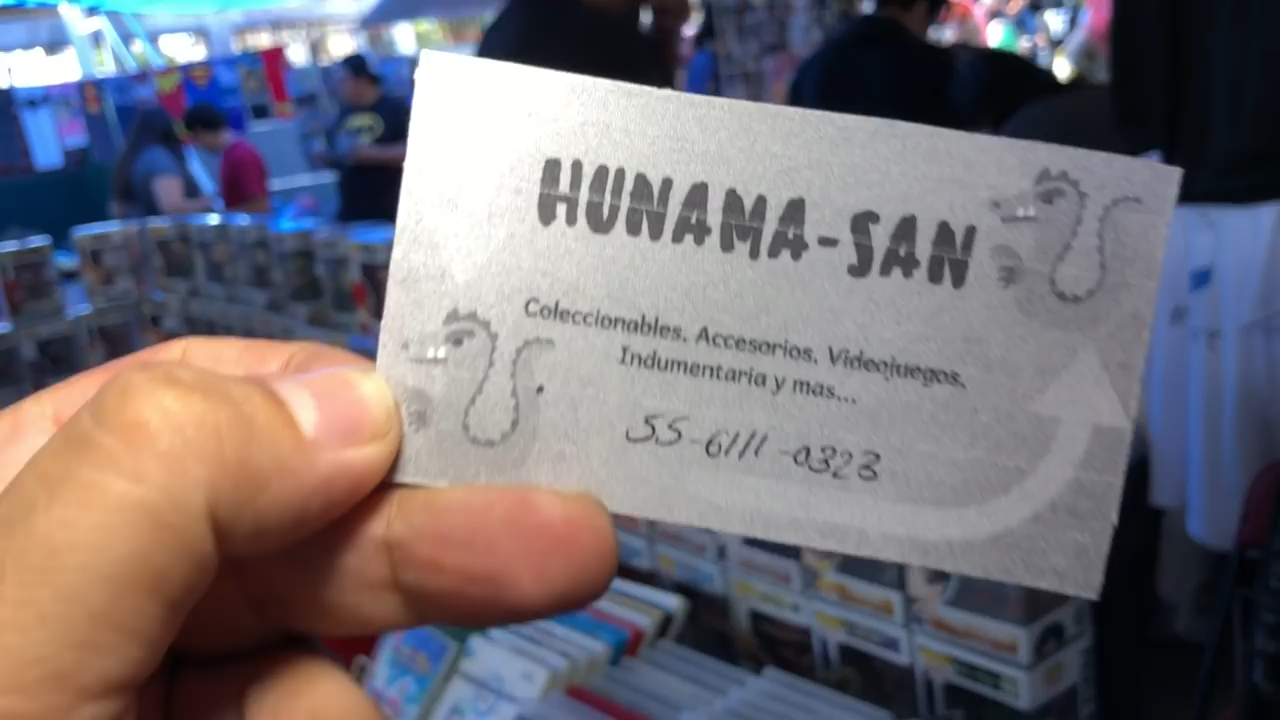 HUNAMA-SAN
Coleccionables. Accesorios. Videojuegos.
Indumentaria y mas...
55-6111-0323